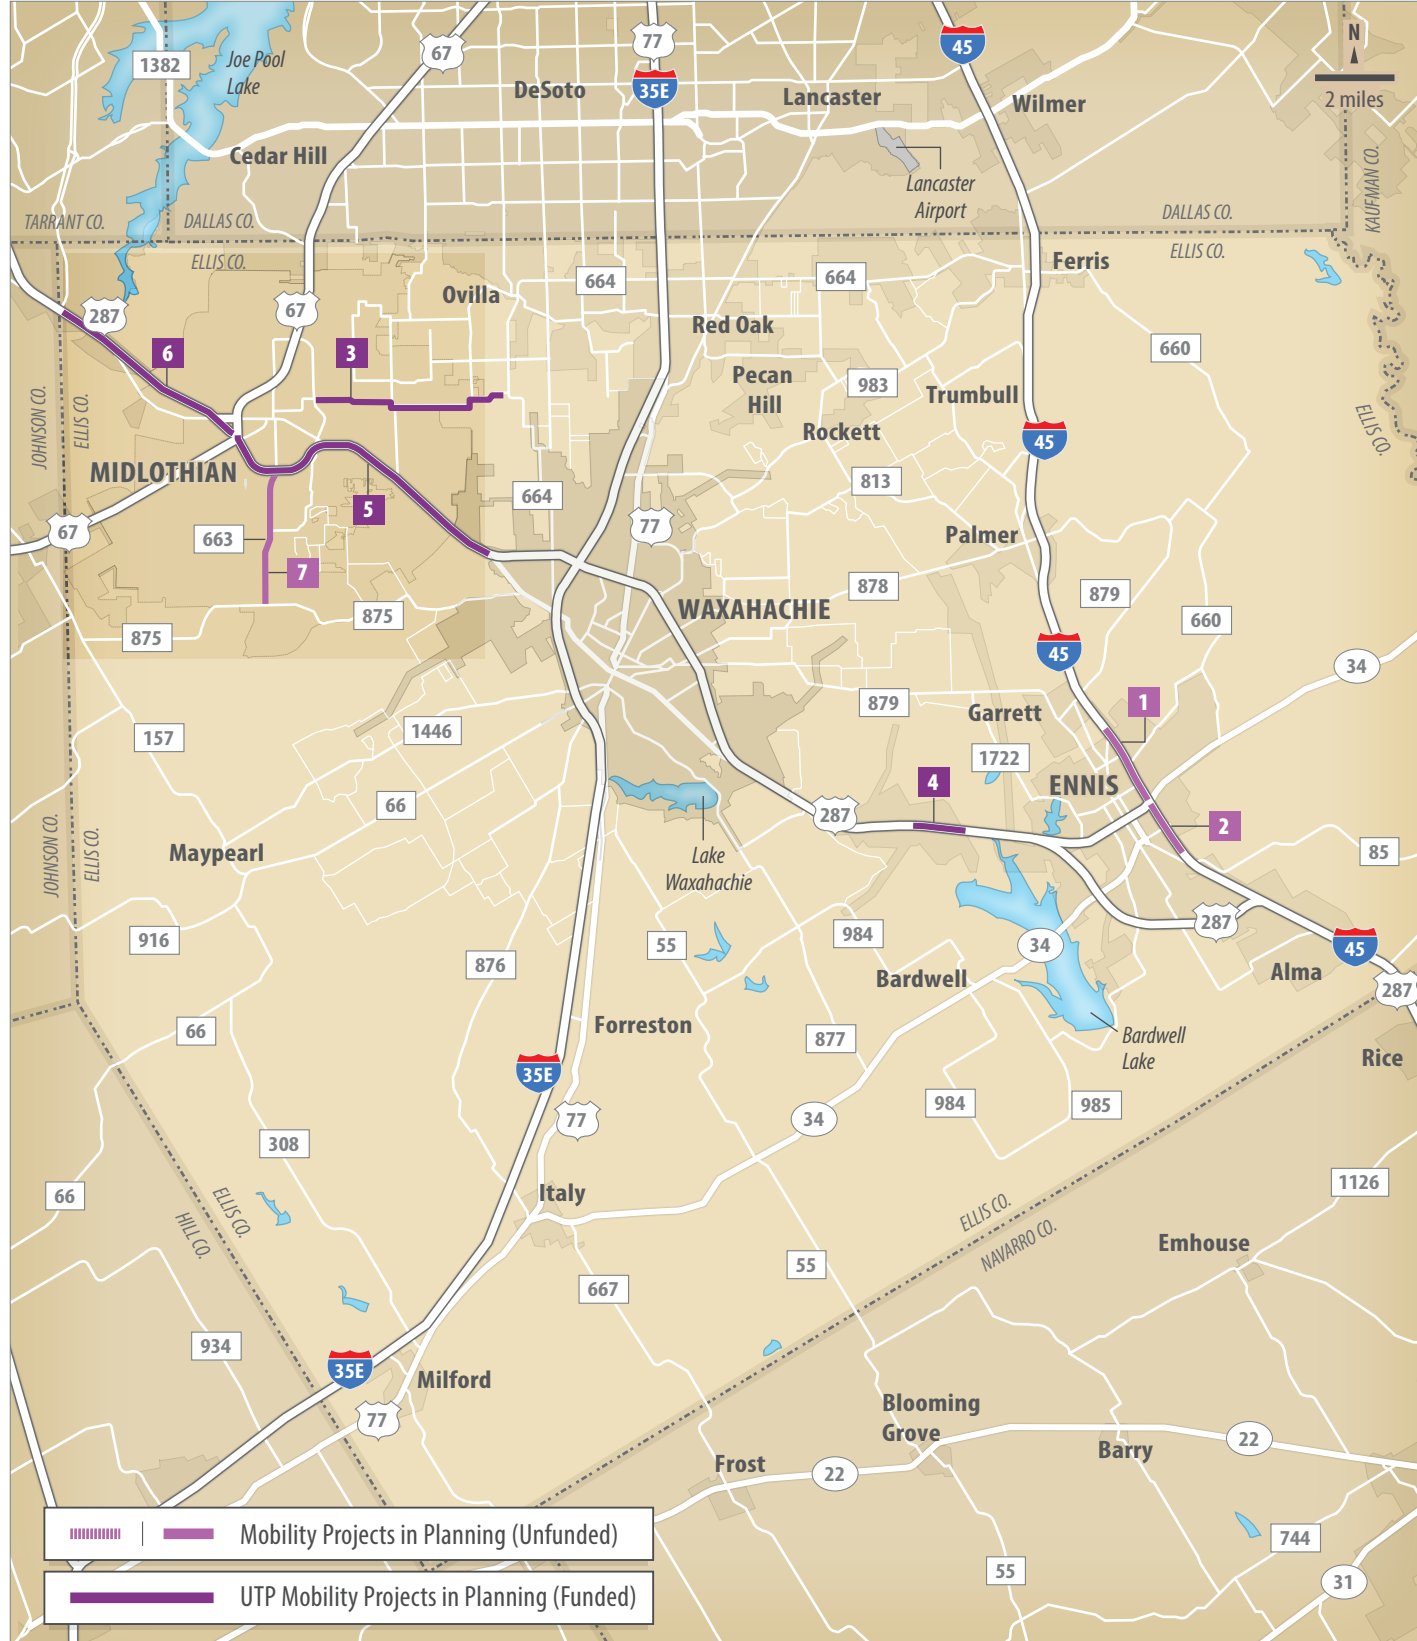 67
77
45
N
1382
Joe Pool
Lake
DeSoto
35E
Lancaster
Wilmer
2 miles
Cedar Hill
Lancaster
Airport
KAUFMAN CO.
TARRANT CO.
DALLAS CO.
DALLAS CO.
ELLIS CO.
ELLIS CO.
Ferris
664
664
Ovilla
287
67
Red Oak
660
6
3
Pecan
Hill
983
Trumbull
JOHNSON CO.
ELLIS CO.
ELLIS CO.
Rockett
45
MIDLOTHIAN
813
664
5
67
663
77
Palmer
7
878
879
875
WAXAHACHIE
660
875
45
34
879
1
Garrett
157
1446
1722
4
ENNIS
66
287
2
JOHNSON CO.
ELLIS CO.
Maypearl
Lake
Waxahachie
85
916
55
984
34
287
45
876
Bardwell
Alma
287
Forreston
66
877
Bardwell
Lake
Rice
35E
77
34
984
985
308
66
Italy
1126
ELLIS CO.
HILL CO.
ELLIS CO.
NAVARRO CO.
Emhouse
55
667
934
35E
Milford
77
Blooming
Grove
22
Barry
Frost
22
Mobility Projects in Planning (Unfunded)
744
55
31
UTP Mobility Projects in Planning (Funded)